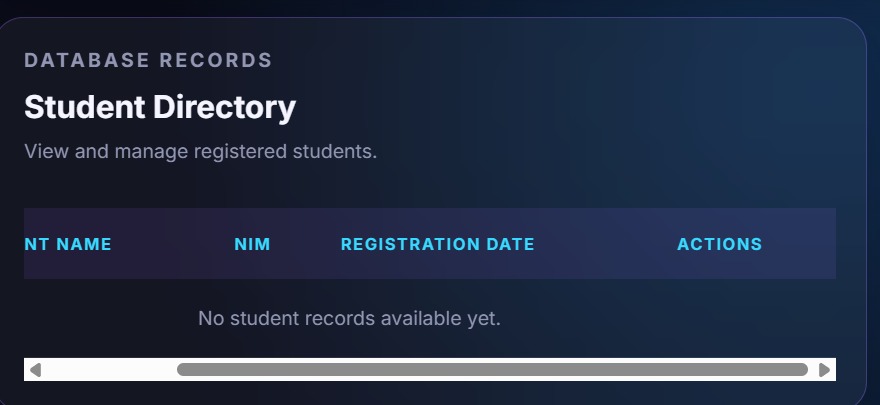 DATABASE RECORDS
Student Directory
View and manage registered students.
NT NAME NIM REGISTRATION DATE ACTIONS
No student records available yet.